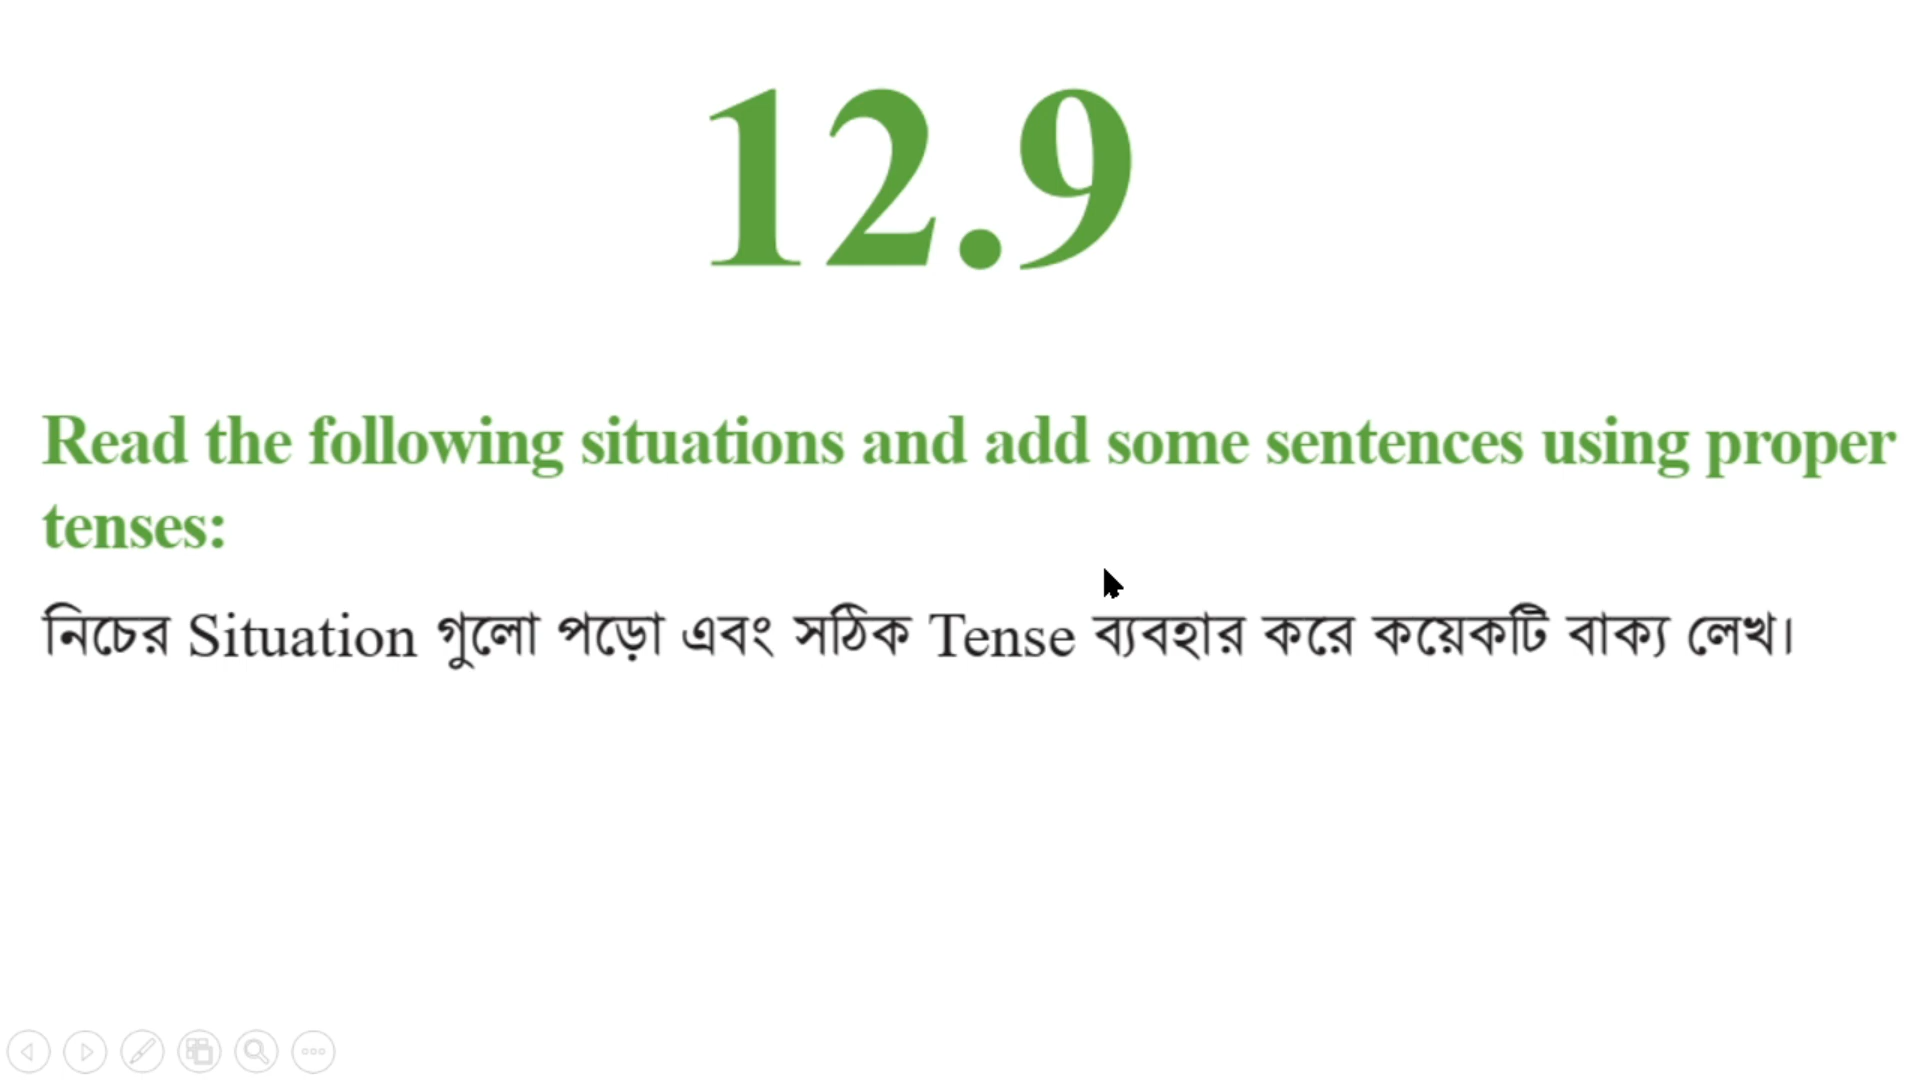 12.9
Read the following situations and add some sentences using proper
tenses:
নিচের Situation গুলো পড়ো এবং সঠিক Tense ব্যবহার করে কয়েকটি বাক্য লেখ।